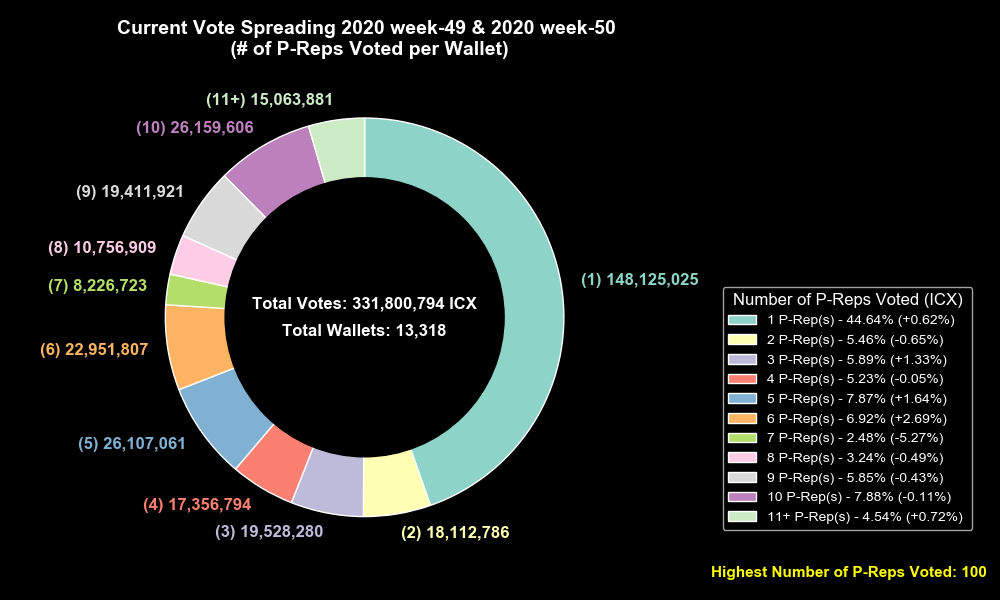 Current Vote Spreading 2020 week-49 & 2020 week-50
(# of P-Reps Voted per Wallet)
(11+) 15,063,881
(10) 26,159,606
(9) 19,411,921
(8) 10,756,909
(7) 8,226,723
(6) 22,951,807
(5) 26,107,061
(4) 17,356,794
(3) 19,528,280
(2) 18,112,786
(1) 148,125,025
Total Votes: 331,800,794 ICX
Total Wallets: 13,318
Number of P-Reps Voted (ICX)
1 P-Rep(s) - 44.64% (+0.62%)
2 P-Rep(s) - 5.46% (-0.65%)
3 P-Rep(s) - 5.89% (+1.33%)
4 P-Rep(s) - 5.23% (-0.05%)
5 P-Rep(s) - 7.87% (+1.64%)
6 P-Rep(s) - 6.92% (+2.69%)
7 P-Rep(s) - 2.48% (-5.27%)
8 P-Rep(s) - 3.24% (-0.49%)
9 P-Rep(s) - 5.85% (-0.43%)
10 P-Rep(s) - 7.88% (-0.11%)
11+ P-Rep(s) - 4.54% (+0.72%)
Highest Number of P-Reps Voted: 100